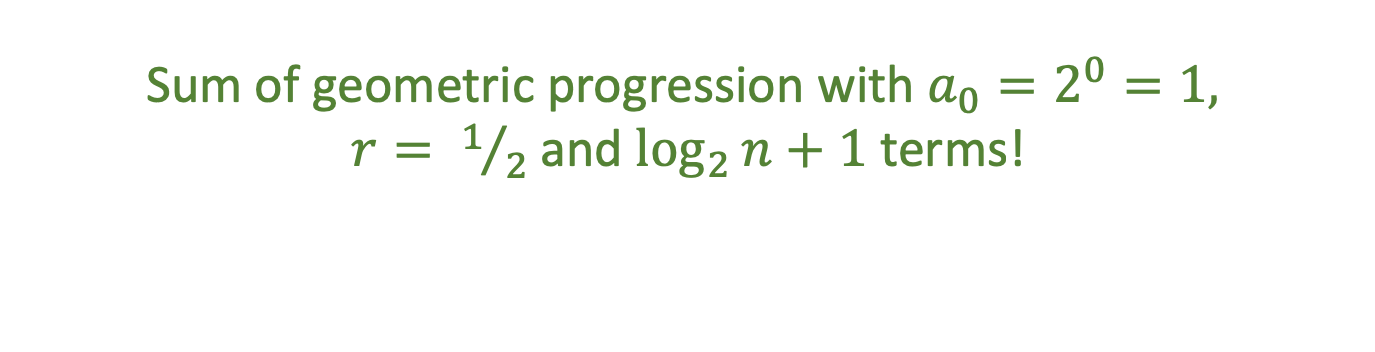 Sum of geometric progression with a₀ = 2⁰ = 1,
r = ¹/₂ and log₂ n + 1 terms!